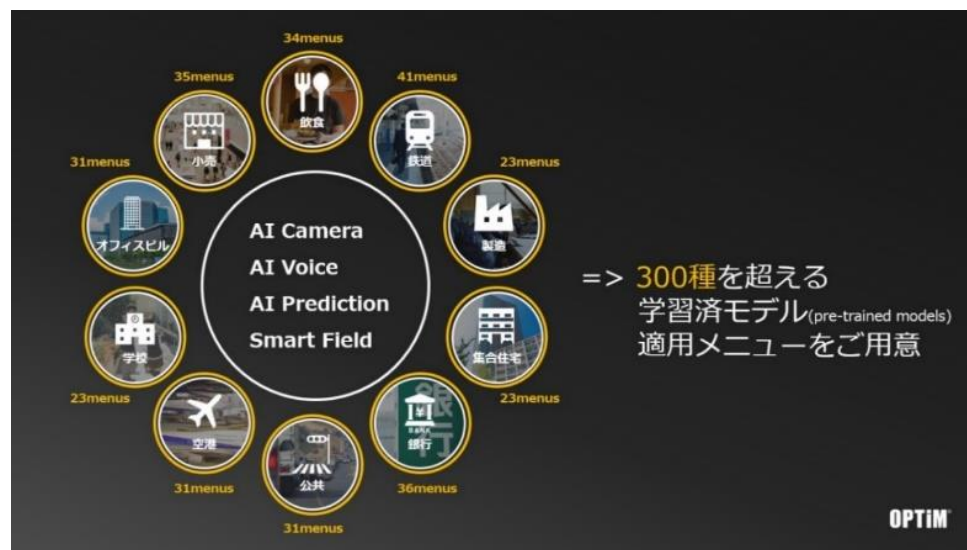 34menus
飲食
35menus
小売
41menus
鉄道
31menus
オフィスビル
23menus
製造
AI Camera
AI Voice
AI Prediction
Smart Field
学校
23menus
集合住宅
23menus
空港
31menus
公共
31menus
銀行
BANK
¥
銀行
36menus
=> 300種を超える
学習済モデル(pre-trained models)
適用メニューをご用意
OPTiM